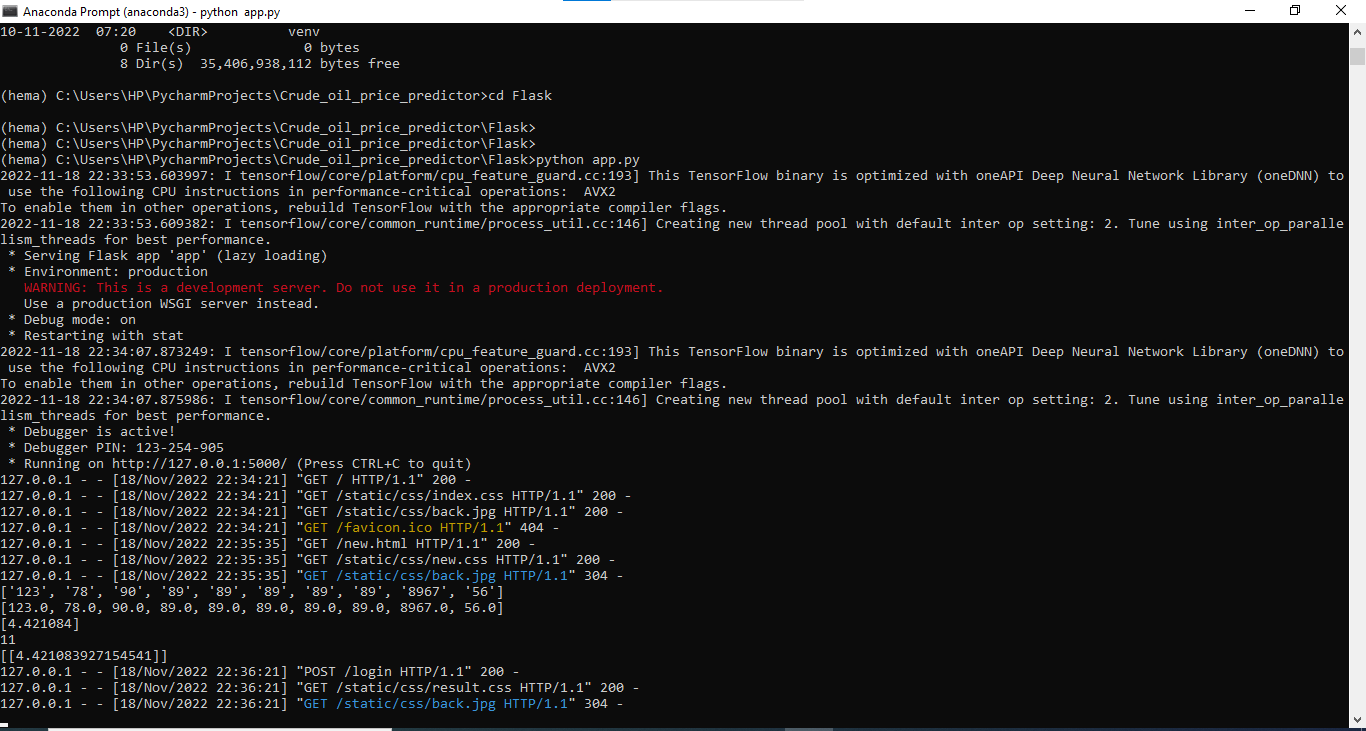 Anaconda Prompt (anaconda3) - python  app.py
10-11-2022  07:20    <DIR>          venv
               0 File(s)              0 bytes
               8 Dir(s)  35,406,938,112 bytes free
(hema) C:\Users\HP\PycharmProjects\Crude_oil_price_predictor>cd Flask
(hema) C:\Users\HP\PycharmProjects\Crude_oil_price_predictor\Flask>
(hema) C:\Users\HP\PycharmProjects\Crude_oil_price_predictor\Flask>
(hema) C:\Users\HP\PycharmProjects\Crude_oil_price_predictor\Flask>python app.py
2022-11-18 22:33:53.603997: I tensorflow/core/platform/cpu_feature_guard.cc:193] This TensorFlow binary is optimized with oneAPI Deep Neural Network Library (oneDNN) to
 use the following CPU instructions in performance-critical operations:  AVX2
To enable them in other operations, rebuild TensorFlow with the appropriate compiler flags.
2022-11-18 22:33:53.609382: I tensorflow/core/common_runtime/process_util.cc:146] Creating new thread pool with default inter op setting: 2. Tune using inter_op_paralle
lism_threads for best performance.
 * Serving Flask app 'app' (lazy loading)
 * Environment: production
   WARNING: This is a development server. Do not use it in a production deployment.
   Use a production WSGI server instead.
 * Debug mode: on
 * Restarting with stat
2022-11-18 22:34:07.873249: I tensorflow/core/platform/cpu_feature_guard.cc:193] This TensorFlow binary is optimized with oneAPI Deep Neural Network Library (oneDNN) to
 use the following CPU instructions in performance-critical operations:  AVX2
To enable them in other operations, rebuild TensorFlow with the appropriate compiler flags.
2022-11-18 22:34:07.875986: I tensorflow/core/common_runtime/process_util.cc:146] Creating new thread pool with default inter op setting: 2. Tune using inter_op_paralle
lism_threads for best performance.
 * Debugger is active!
 * Debugger PIN: 123-254-905
 * Running on http://127.0.0.1:5000/ (Press CTRL+C to quit)
127.0.0.1 - - [18/Nov/2022 22:34:21] "GET / HTTP/1.1" 200 -
127.0.0.1 - - [18/Nov/2022 22:34:21] "GET /static/css/index.css HTTP/1.1" 200 -
127.0.0.1 - - [18/Nov/2022 22:34:21] "GET /static/css/back.jpg HTTP/1.1" 200 -
127.0.0.1 - - [18/Nov/2022 22:34:21] "GET /favicon.ico HTTP/1.1" 404 -
127.0.0.1 - - [18/Nov/2022 22:35:35] "GET /new.html HTTP/1.1" 200 -
127.0.0.1 - - [18/Nov/2022 22:35:35] "GET /static/css/new.css HTTP/1.1" 200 -
127.0.0.1 - - [18/Nov/2022 22:35:35] "GET /static/css/back.jpg HTTP/1.1" 304 -
['123', '78', '90', '89', '89', '89', '89', '89', '8967', '56']
[123.0, 78.0, 90.0, 89.0, 89.0, 89.0, 89.0, 89.0, 8967.0, 56.0]
[4.421084]
11
[[4.421083927154541]]
127.0.0.1 - - [18/Nov/2022 22:36:21] "POST /login HTTP/1.1" 200 -
127.0.0.1 - - [18/Nov/2022 22:36:21] "GET /static/css/result.css HTTP/1.1" 200 -
127.0.0.1 - - [18/Nov/2022 22:36:21] "GET /static/css/back.jpg HTTP/1.1" 304 -